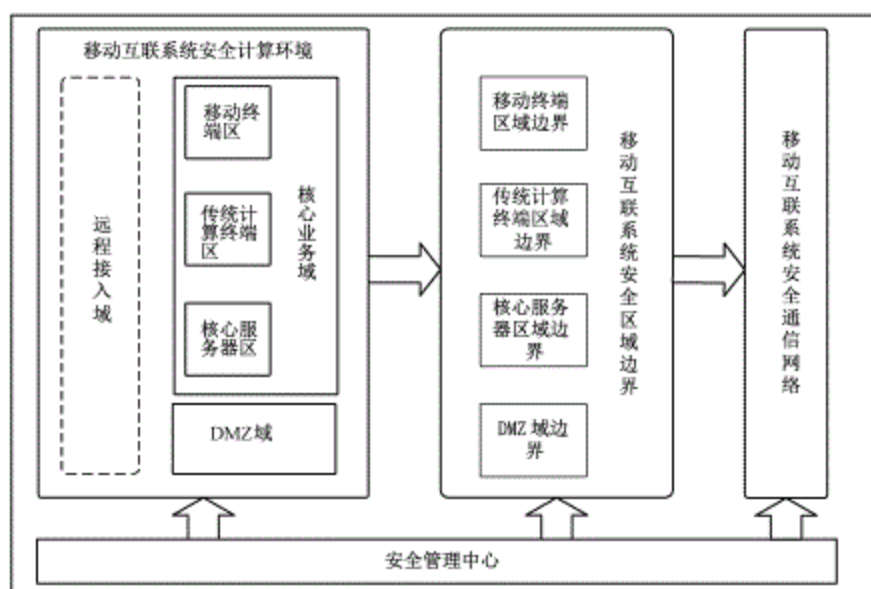 移动互联系统安全计算环境
远程接入域
移动终
端区
传统计
算终端
区
核心服
务器区
核心业务域
DMZ域
移动终端
区域边界
传统计算
终端区域
边界
核心服务
器区域边
界
DMZ 域边
界
移动互联系统安全区域边界
移动互联系统安全通信网络
安全管理中心